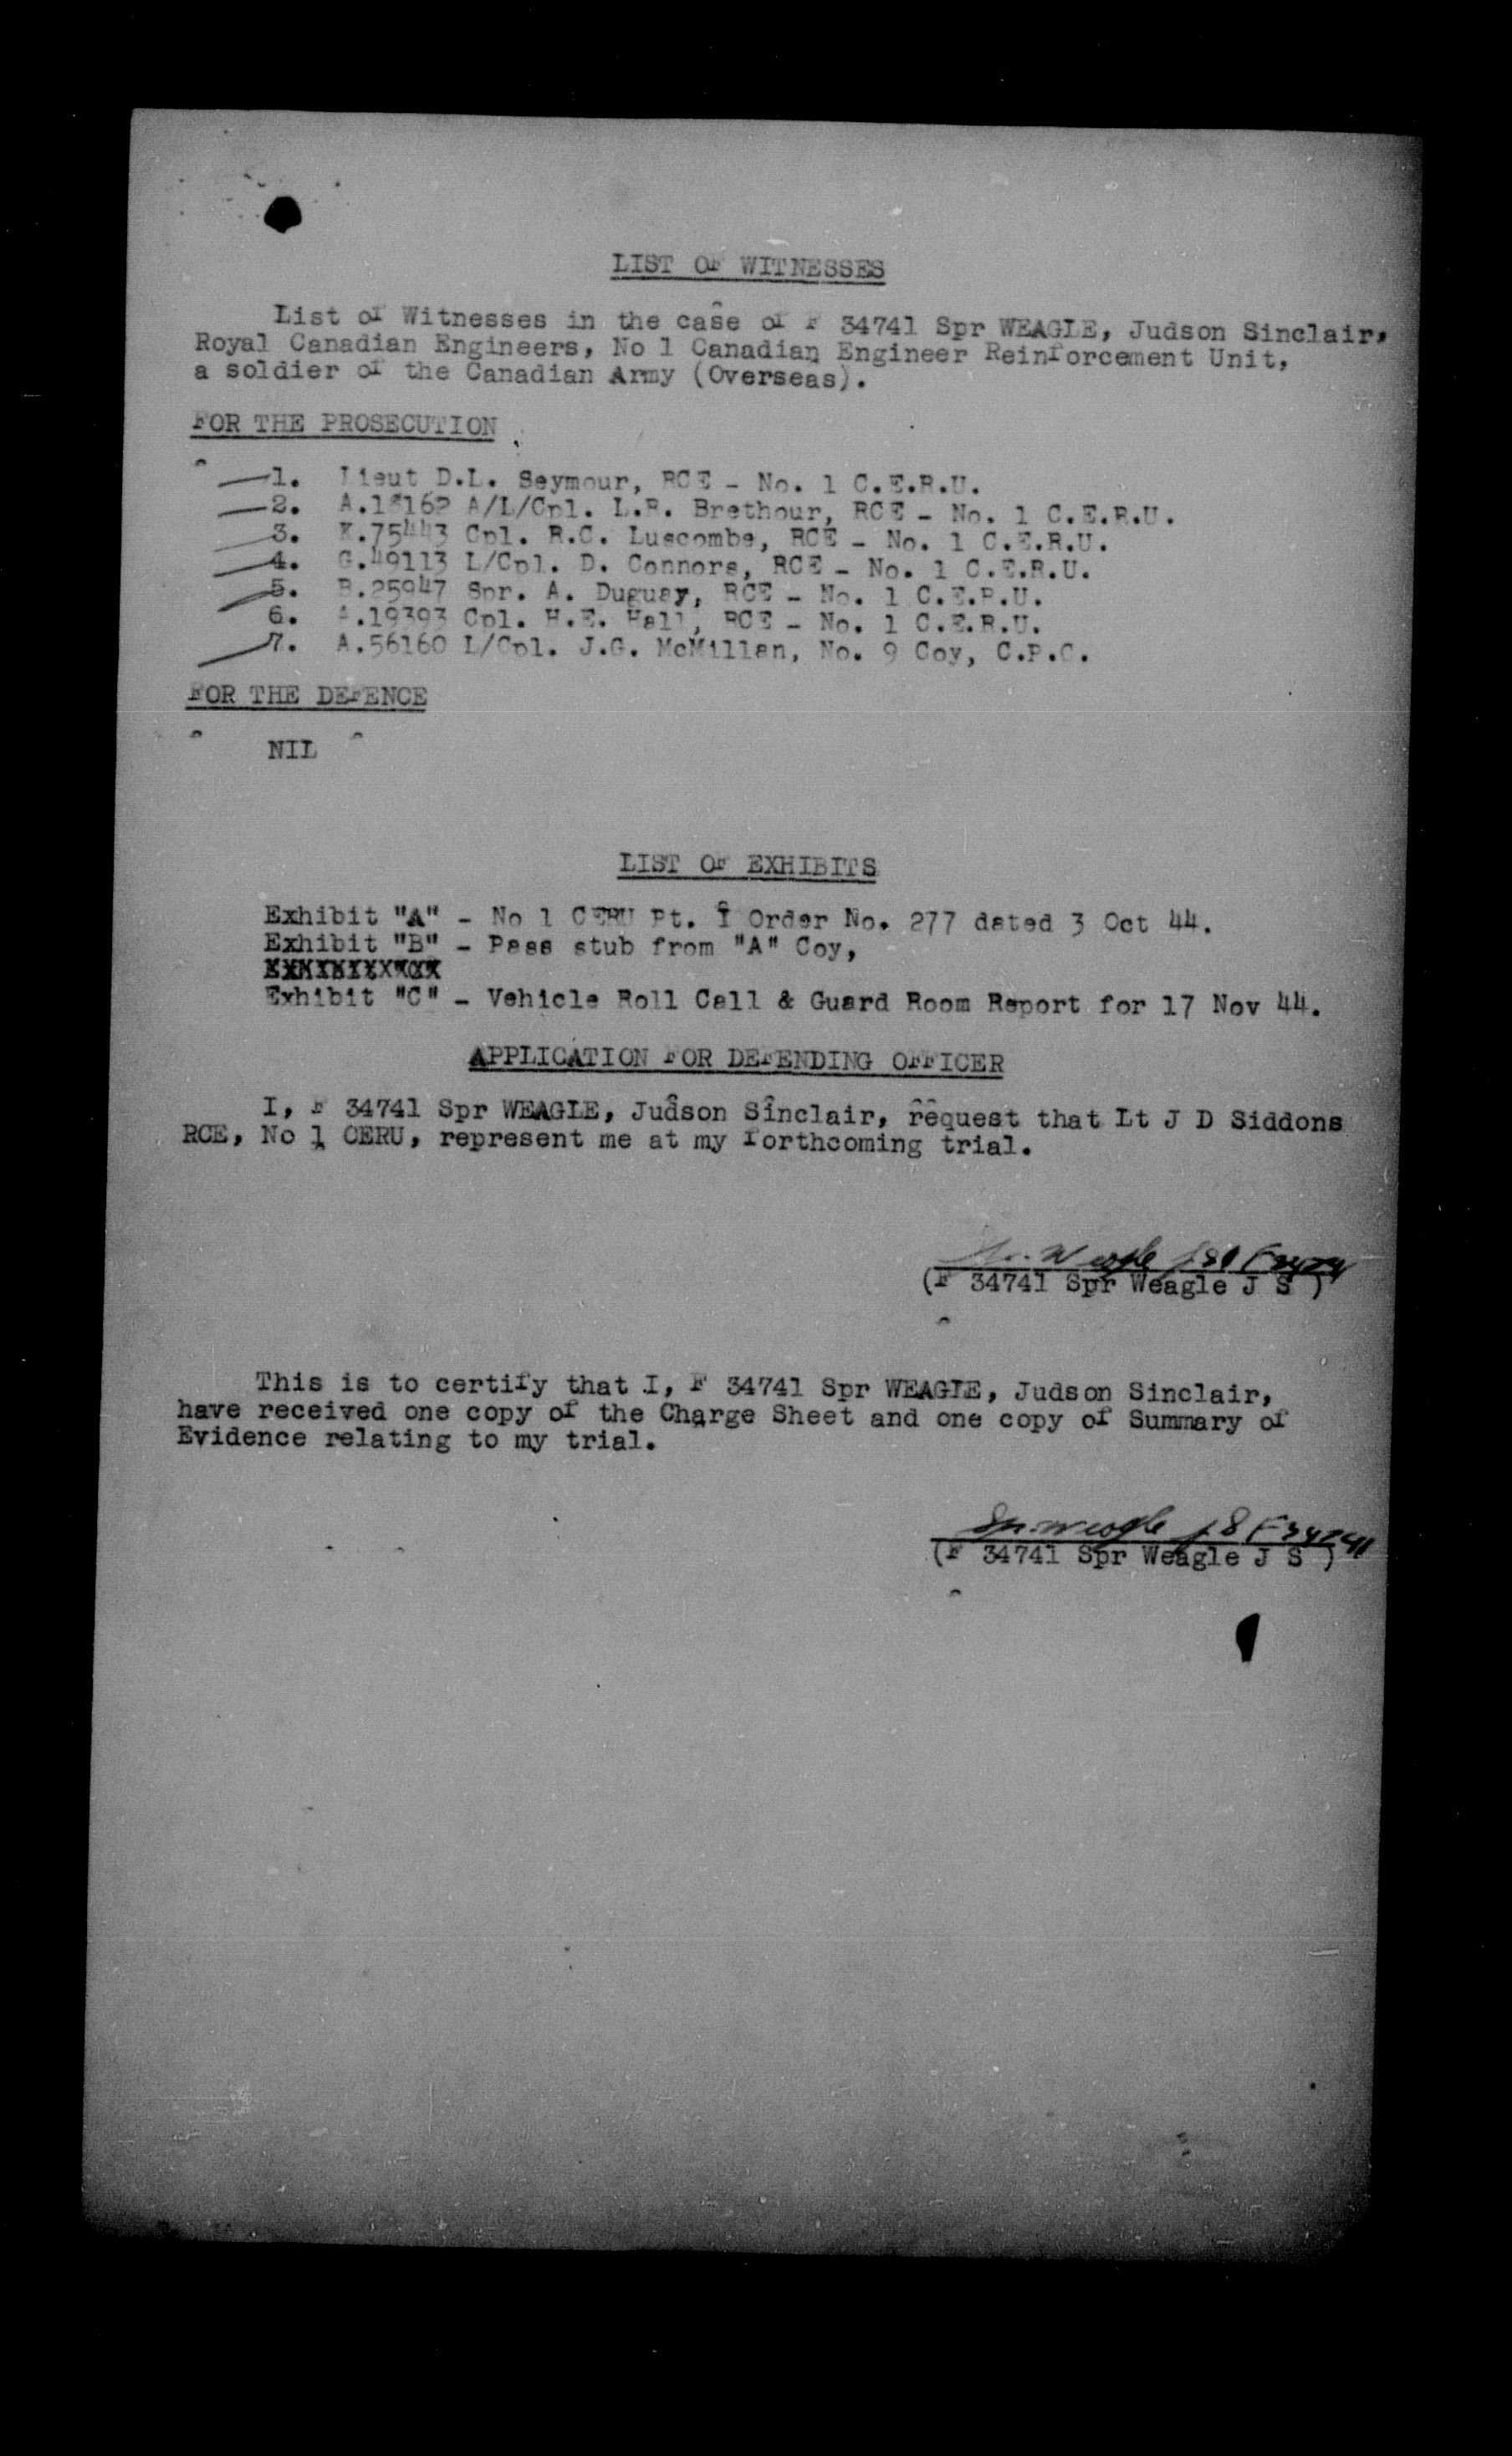 LIST OF WITNESSES
List of Witnesses in the case of F 34741 Spr WEAGLE, Judson Sinclair,
Royal Canadian Engineers, No 1 Canadian Engineer Reinforcement Unit,
a soldier of the Canadian Army (Overseas).
FOR THE PROSECUTION
1. Lieut D.L. Seymour, RCE - No. 1 C.E.R.U.
2. A/L/Cpl. L.R. Brethour, RCE - No. 1 C.E.R.U.
3. K.75443 Cpl. R.C. Luscombe, RCE - No. 1 C.E.R.U.
4. G.49113 L/Cpl. D. Connors, RCE - No. 1 C.E.R.U.
5. B.25947 Spr. A. Duguay, RCE - No. 1 C.E.R.U.
6. A.19393 Cpl. H.E. Hall, RCE - No. 1 C.E.R.U.
7. A.56160 L/Cpl. J.G. McMillan, No. 9 Coy, C.P.C.
FOR THE DEFENCE
NIL
LIST OF EXHIBITS
Exhibit "A" - No 1 CERU Pt. I Order No. 277 dated 3 Oct 44.
Exhibit "B" - Pass stub from "A" Coy,
Exhibit "C" - Vehicle Roll Call & Guard Room Report for 17 Nov 44.
APPLICATION FOR DEFENDING OFFICER
I, F 34741 Spr WEAGLE, Judson Sinclair, request that Lt J D Siddons
RCE, No 1 CERU, represent me at my forthcoming trial.
Weagle J S
(F 34741 Spr Weagle J S )
This is to certify that I, F 34741 Spr WEAGLE, Judson Sinclair,
have received one copy of the Charge Sheet and one copy of Summary of
Evidence relating to my trial.
Spr. Weagle J S F34741
(F 34741 Spr Weagle J S )